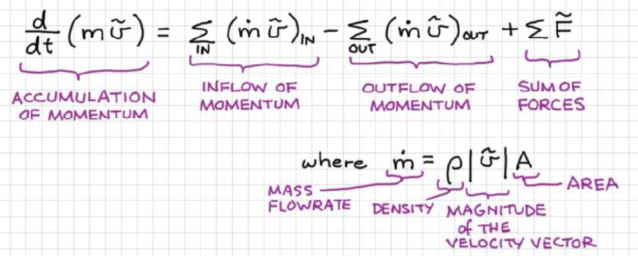 d/dt (m ṽ) = Σ_IN (ṁ ṽ)_IN − Σ_OUT (ṁ ṽ)_OUT + Σ F̃
ACCUMULATION OF MOMENTUM
INFLOW OF MOMENTUM
OUTFLOW OF MOMENTUM
SUM OF FORCES
where ṁ = ρ|ṽ|A
MASS FLOWRATE
DENSITY
MAGNITUDE of THE VELOCITY VECTOR
AREA